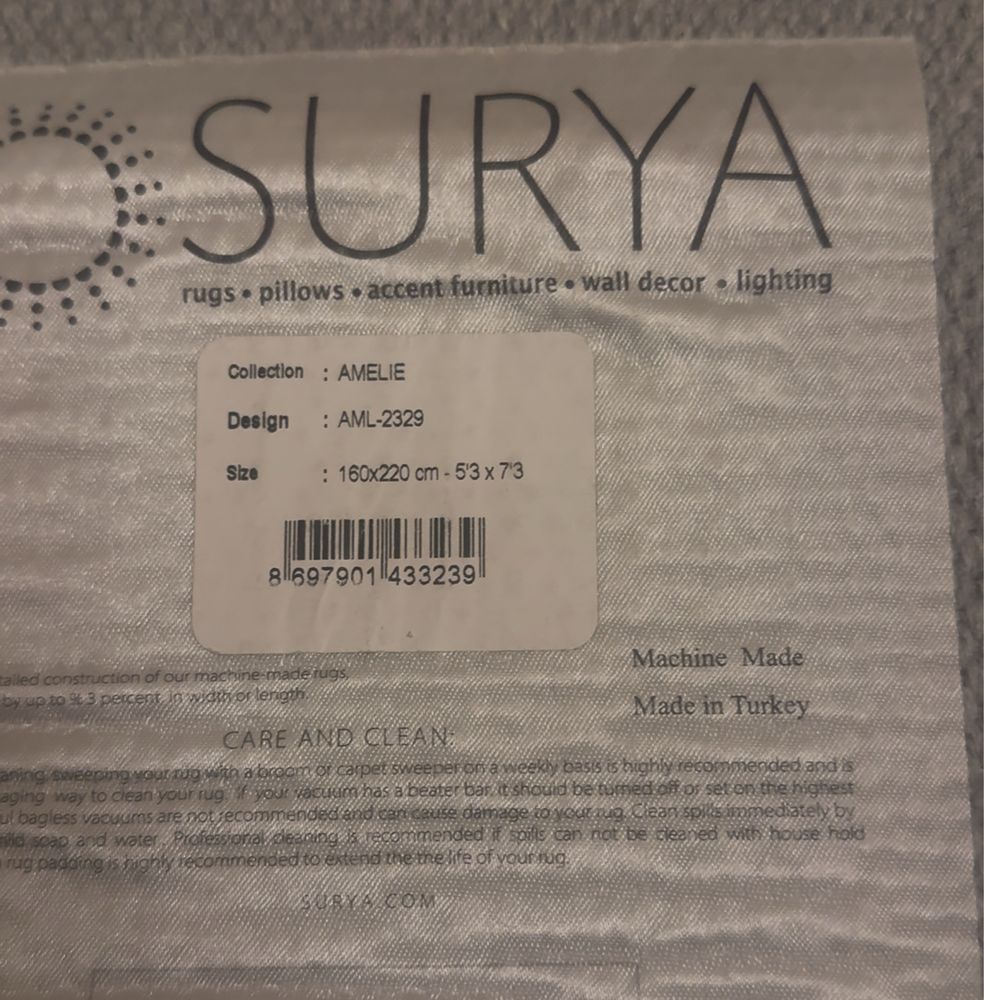 SURYA
rugs • pillows • accent furniture • wall decor • lighting
Collection : AMELIE
Design : AML-2329
Size : 160x220 cm - 5'3 x 7'3
8 697901 433239
tailed construction of our machine-made rugs,
by up to % 3 percent, in width or length.
Machine Made
Made in Turkey
CARE AND CLEAN:
aning, sweeping your rug with a broom or carpet sweeper on a weekly basis is highly recommended and is
aging way to clean your rug. If your vacuum has a beater bar, it should be turned off or set on the highest
ul bagless vacuums are not recommended and can cause damage to your rug. Clean spills immediately by
mild soap and water. Professional cleaning is recommended if spills can not be cleaned with house hold
rug padding is highly recommended to extend the the life of your rug.
SURYA.COM